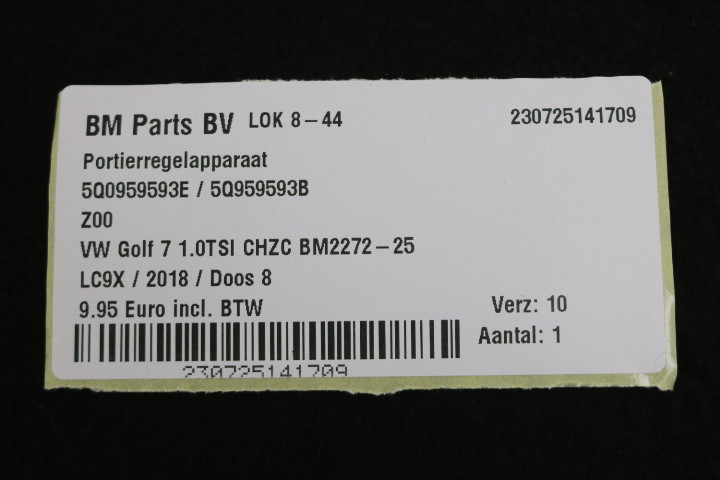 BM Parts BV LOK 8-44 230725141709
Portierregelapparaat
5Q0959593E / 5Q959593B
Z00
VW Golf 7 1.0TSI CHZC BM2272-25
LC9X / 2018 / Doos 8
9.95 Euro incl. BTW Verz: 10
Aantal: 1
230725141709